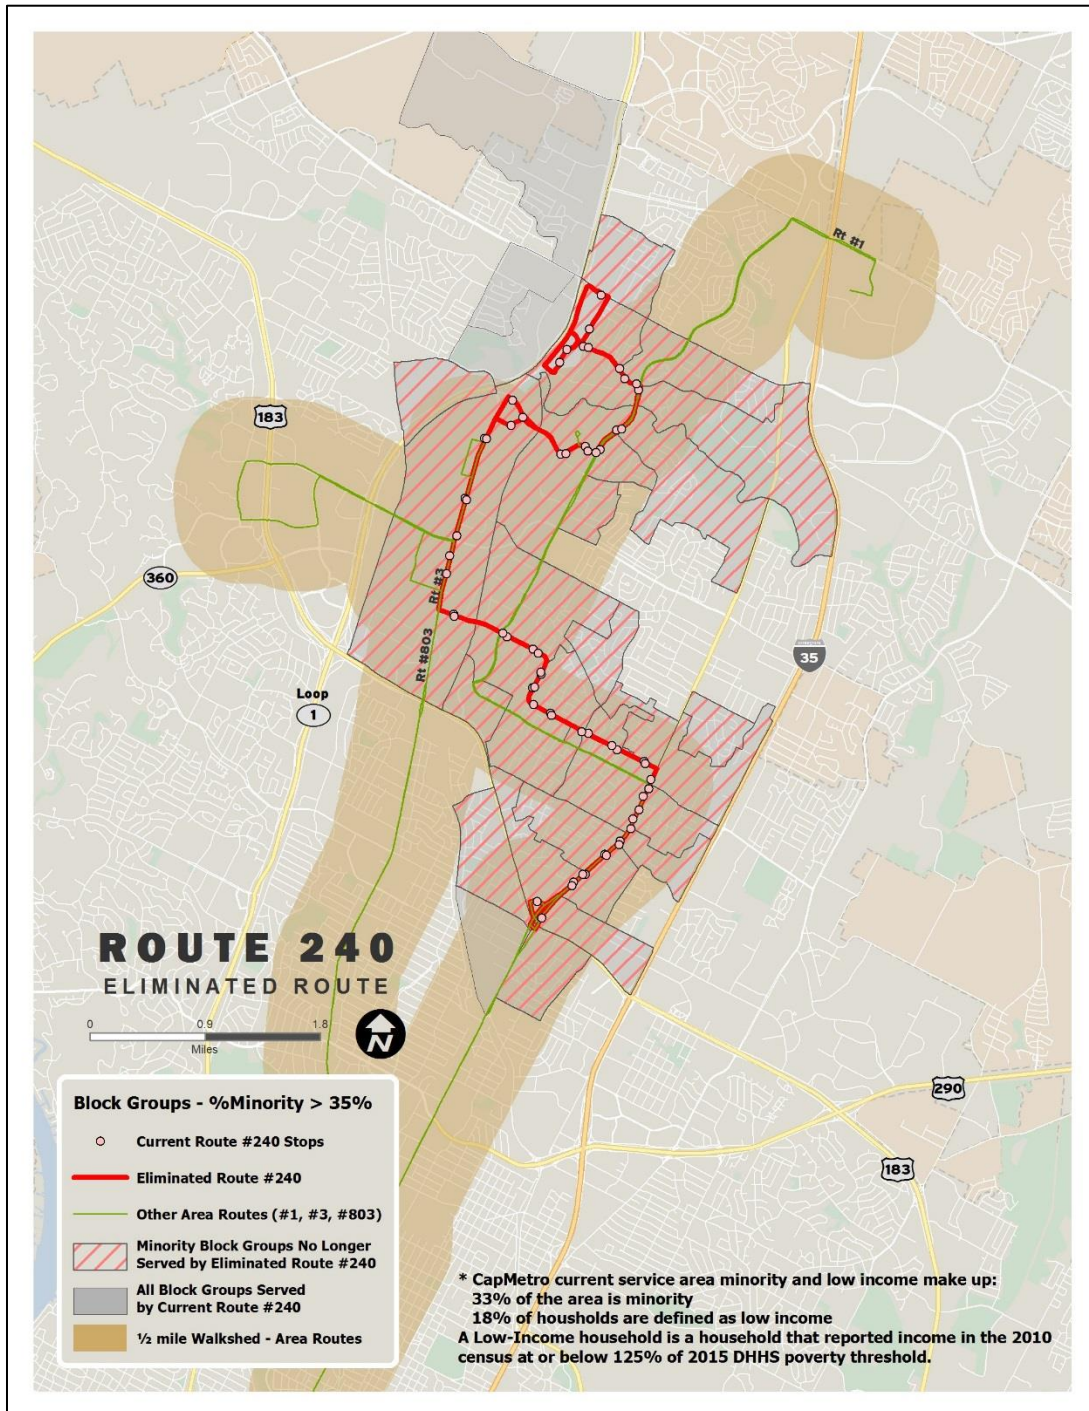 Rt #1
183
360
Rt #3
Rt #803
35
Loop
1
ROUTE 240
ELIMINATED ROUTE
0 0.9 1.8
Miles
N
290
183
Block Groups - %Minority > 35%
Current Route #240 Stops
Eliminated Route #240
Other Area Routes (#1, #3, #803)
Minority Block Groups No Longer
Served by Eliminated Route #240
All Block Groups Served
by Current Route #240
½ mile Walkshed - Area Routes
* CapMetro current service area minority and low income make up:
33% of the area is minority
18% of housholds are defined as low income
A Low-Income household is a household that reported income in the 2010
census at or below 125% of 2015 DHHS poverty threshold.